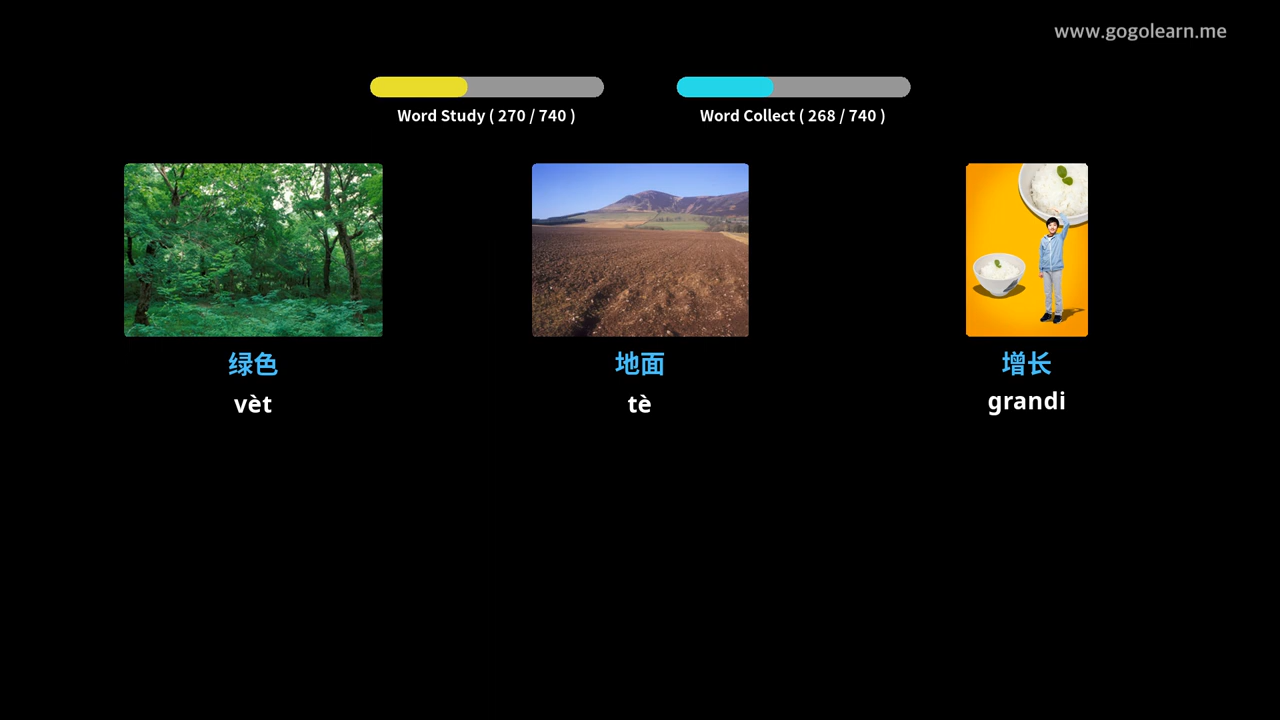 www.gogolearn.me
Word Study ( 270 / 740 )
Word Collect ( 268 / 740 )
绿色
地面
增长
vèt
tè
grandi